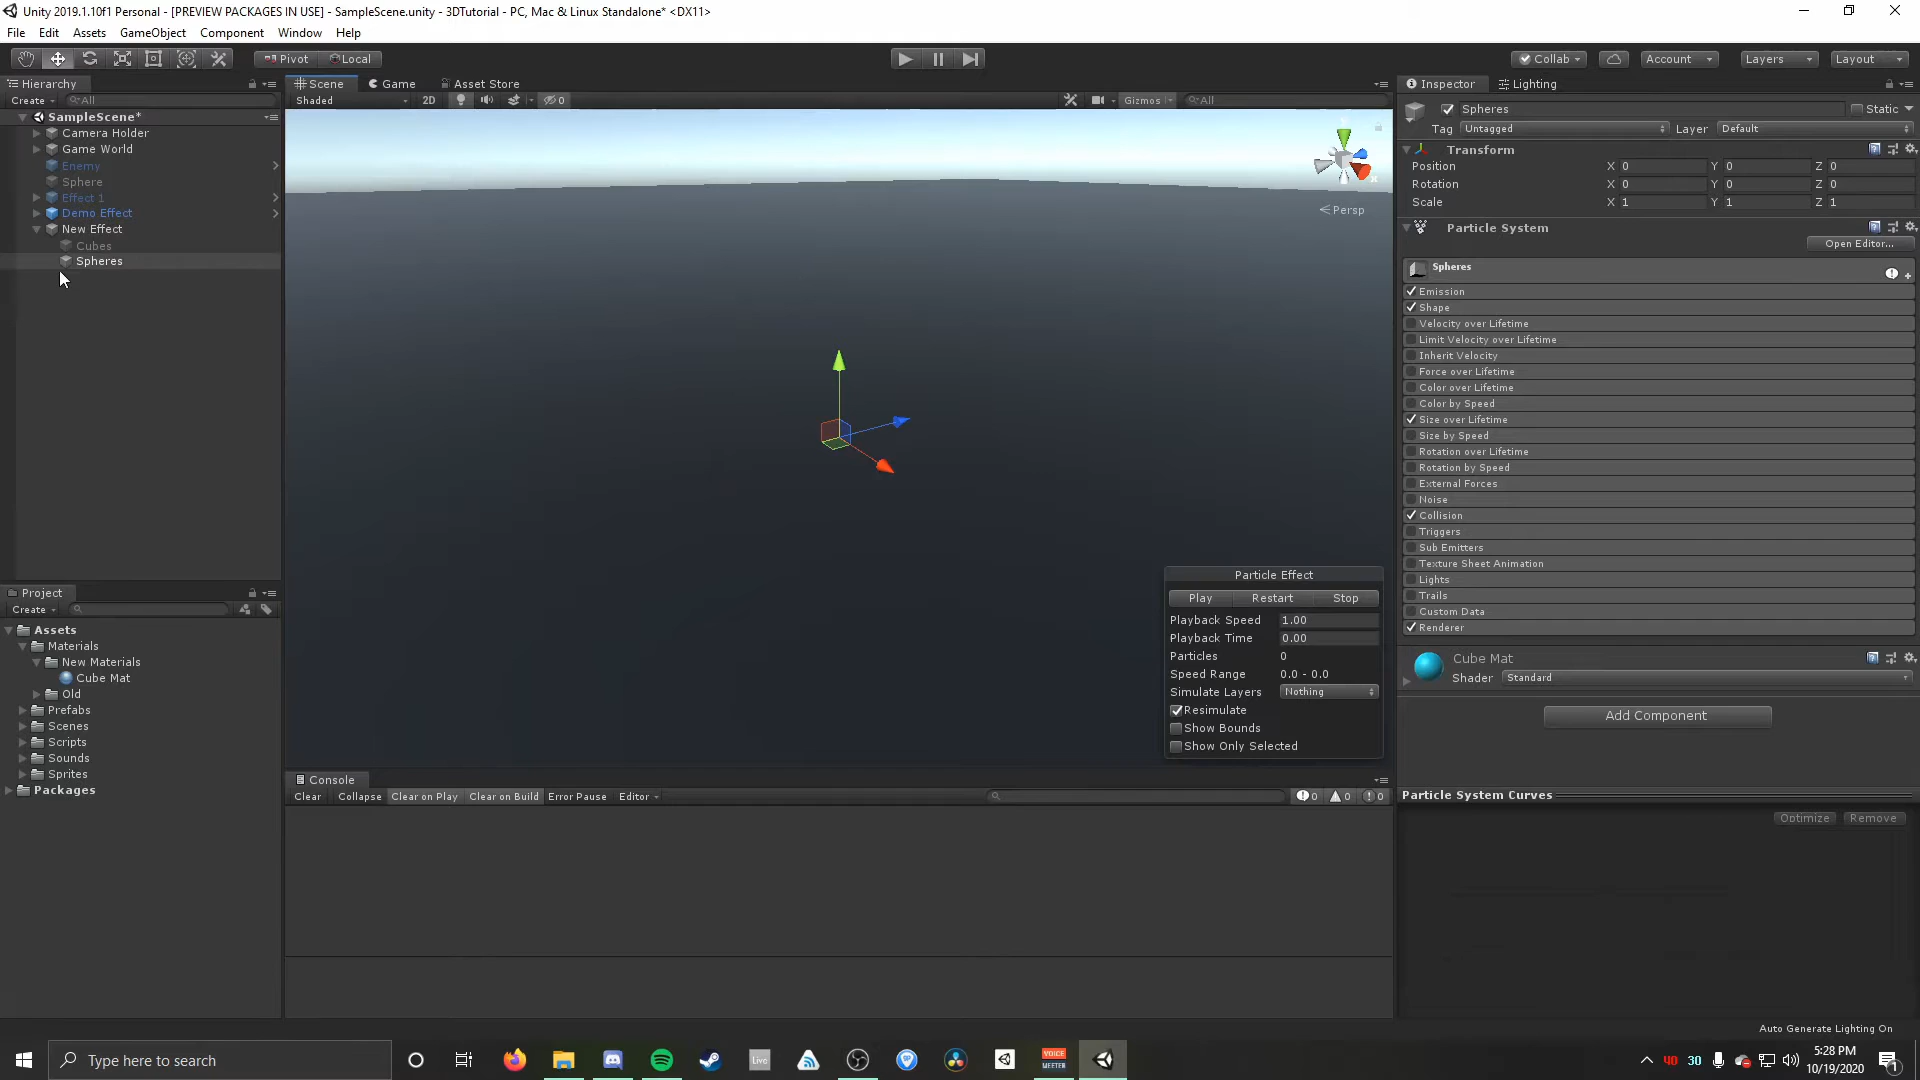 Unity 2019.1.10f1 Personal - [PREVIEW PACKAGES IN USE] - SampleScene.unity - 3DTutorial - PC, Mac & Linux Standalone* <DX11>
File Edit Assets GameObject Component Window Help
Pivot Local Collab Account Layers Layout
Hierarchy
Create All
SampleScene*
Camera Holder
Game World
Enemy
Sphere
Effect 1
Demo Effect
New Effect
Cubes
Spheres
Project
Create
Assets
Materials
New Materials
Cube Mat
Old
Prefabs
Scenes
Scripts
Sounds
Sprites
Packages
Scene Game Asset Store
Shaded 2D 0 Gizmos All
Persp
Particle Effect
Play Restart Stop
Playback Speed 1.00
Playback Time 0.00
Particles 0
Speed Range 0.0 - 0.0
Simulate Layers Nothing
Resimulate
Show Bounds
Show Only Selected
Console
Clear Collapse Clear on Play Clear on Build Error Pause Editor 0 0 0
Inspector Lighting
Spheres Static
Tag Untagged Layer Default
Transform
Position X 0 Y 0 Z 0
Rotation X 0 Y 0 Z 0
Scale X 1 Y 1 Z 1
Particle System
Open Editor...
Spheres
Emission
Shape
Velocity over Lifetime
Limit Velocity over Lifetime
Inherit Velocity
Force over Lifetime
Color over Lifetime
Color by Speed
Size over Lifetime
Size by Speed
Rotation over Lifetime
Rotation by Speed
External Forces
Noise
Collision
Triggers
Sub Emitters
Texture Sheet Animation
Lights
Trails
Custom Data
Renderer
Cube Mat
Shader Standard
Add Component
Particle System Curves
Optimize Remove
Auto Generate Lighting On
Type here to search
Live
VOICE
MEETER
40 30
5:28 PM
10/19/2020
1